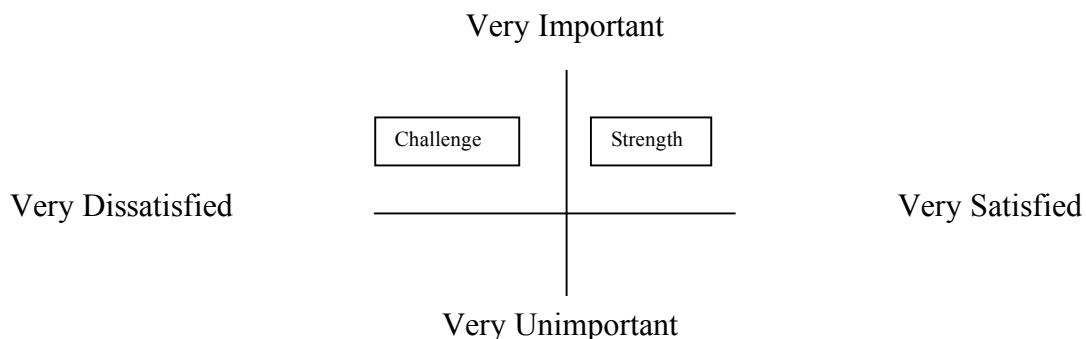 Very Important
Challenge
Strength
Very Dissatisfied
Very Satisfied
Very Unimportant